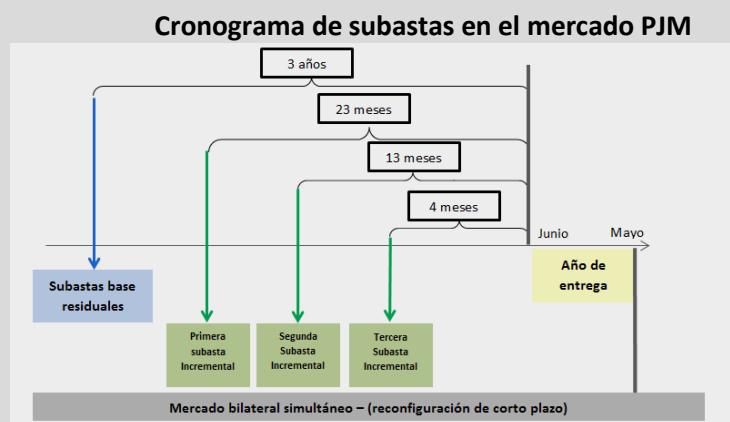 Cronograma de subastas en el mercado PJM
3 años
23 meses
13 meses
4 meses
Junio
Mayo
Año de
entrega
Subastas base
residuales
Primera
subasta
Incremental
Segunda
Subasta
Incremental
Tercera
Subasta
Incremental
Mercado bilateral simultáneo – (reconfiguración de corto plazo)